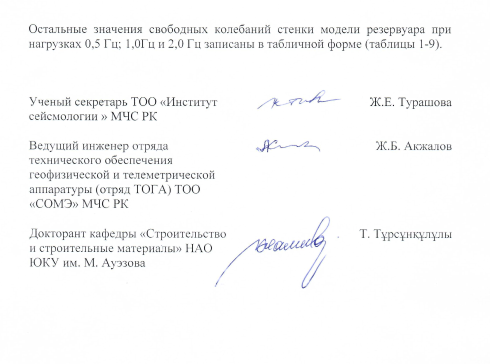 Остальные значения свободных колебаний стенки модели резервуара при
нагрузках 0,5 Гц; 1,0Гц и 2,0 Гц записаны в табличной форме (таблицы 1-9).
Ученый секретарь ТОО «Институт
сейсмологии » МЧС РК
Ж.Е. Турашова
Ведущий инженер отряда
технического обеспечения
геофизической и телеметрической
аппаратуры (отряд ТОГА) ТОО
«СОМЭ» МЧС РК
Ж.Б. Акжалов
Докторант кафедры «Строительство
и строительные материалы» НАО
ЮКУ им. М. Ауэзова
Т. Тұрсұнқұлұлы